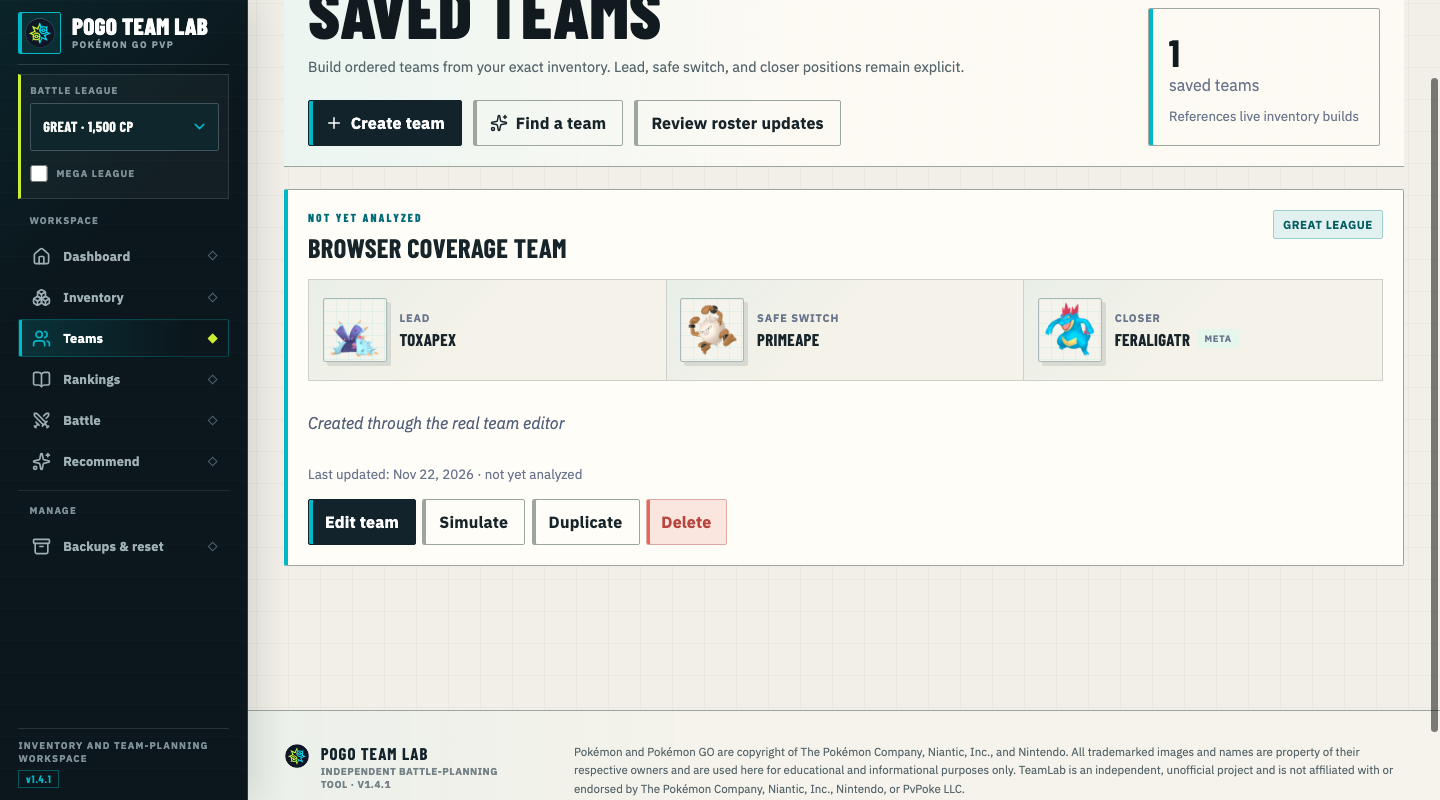 POGO TEAM LAB
POKÉMON GO PVP
BATTLE LEAGUE
GREAT · 1,500 CP
MEGA LEAGUE
WORKSPACE
Dashboard
Inventory
Teams
Rankings
Battle
Recommend
MANAGE
Backups & reset
INVENTORY AND TEAM-PLANNING
WORKSPACE
v1.4.1
SAVED TEAMS
Build ordered teams from your exact inventory. Lead, safe switch, and closer positions remain explicit.
Create team
Find a team
Review roster updates
1
saved teams
References live inventory builds
NOT YET ANALYZED
BROWSER COVERAGE TEAM
GREAT LEAGUE
LEAD
TOXAPEX
SAFE SWITCH
PRIMEAPE
CLOSER
FERALIGATR META
Created through the real team editor
Last updated: Nov 22, 2026 · not yet analyzed
Edit team
Simulate
Duplicate
Delete
POGO TEAM LAB
INDEPENDENT BATTLE-PLANNING
TOOL · V1.4.1
Pokémon and Pokémon GO are copyright of The Pokémon Company, Niantic, Inc., and Nintendo. All trademarked images and names are property of their
respective owners and are used here for educational and informational purposes only. TeamLab is an independent, unofficial project and is not affiliated with or
endorsed by The Pokémon Company, Niantic, Inc., Nintendo, or PvPoke LLC.